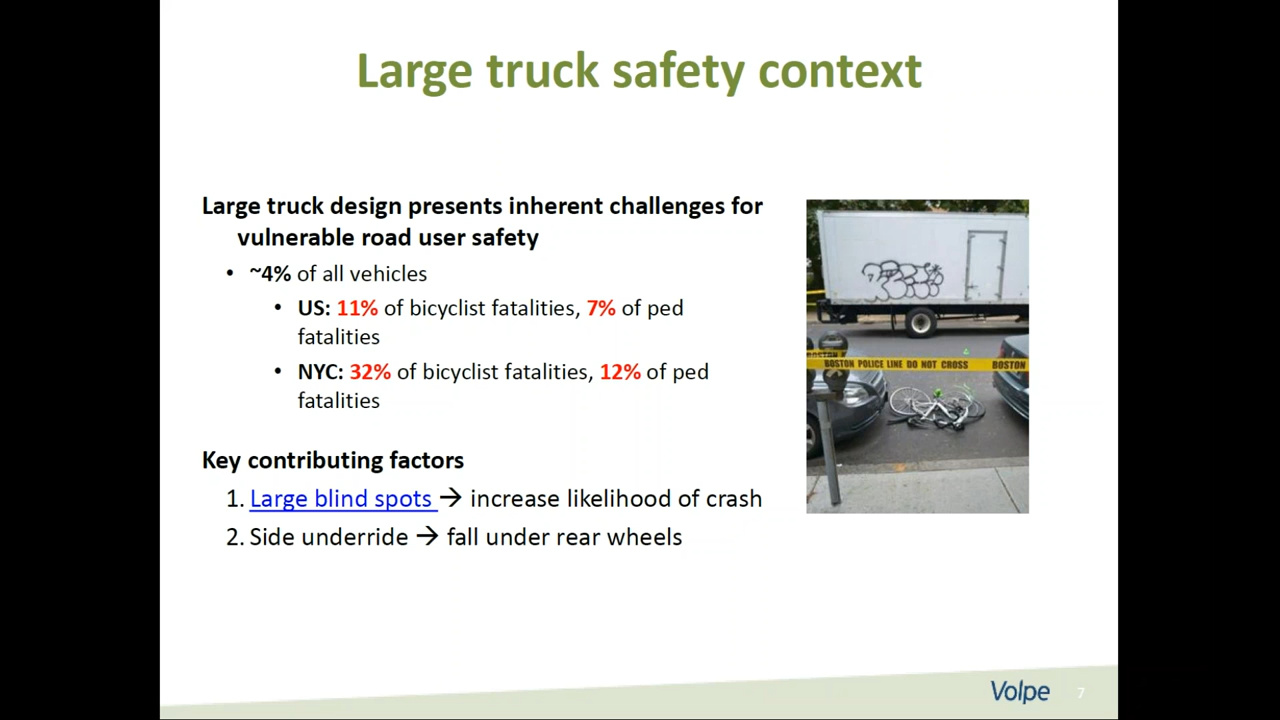 Large truck safety context
Large truck design presents inherent challenges for
vulnerable road user safety
• ~4% of all vehicles
• US: 11% of bicyclist fatalities, 7% of ped
fatalities
• NYC: 32% of bicyclist fatalities, 12% of ped
fatalities
Key contributing factors
1. Large blind spots → increase likelihood of crash
2. Side underride → fall under rear wheels
BOSTON POLICE LINE DO NOT CROSS BOSTON
Volpe 7